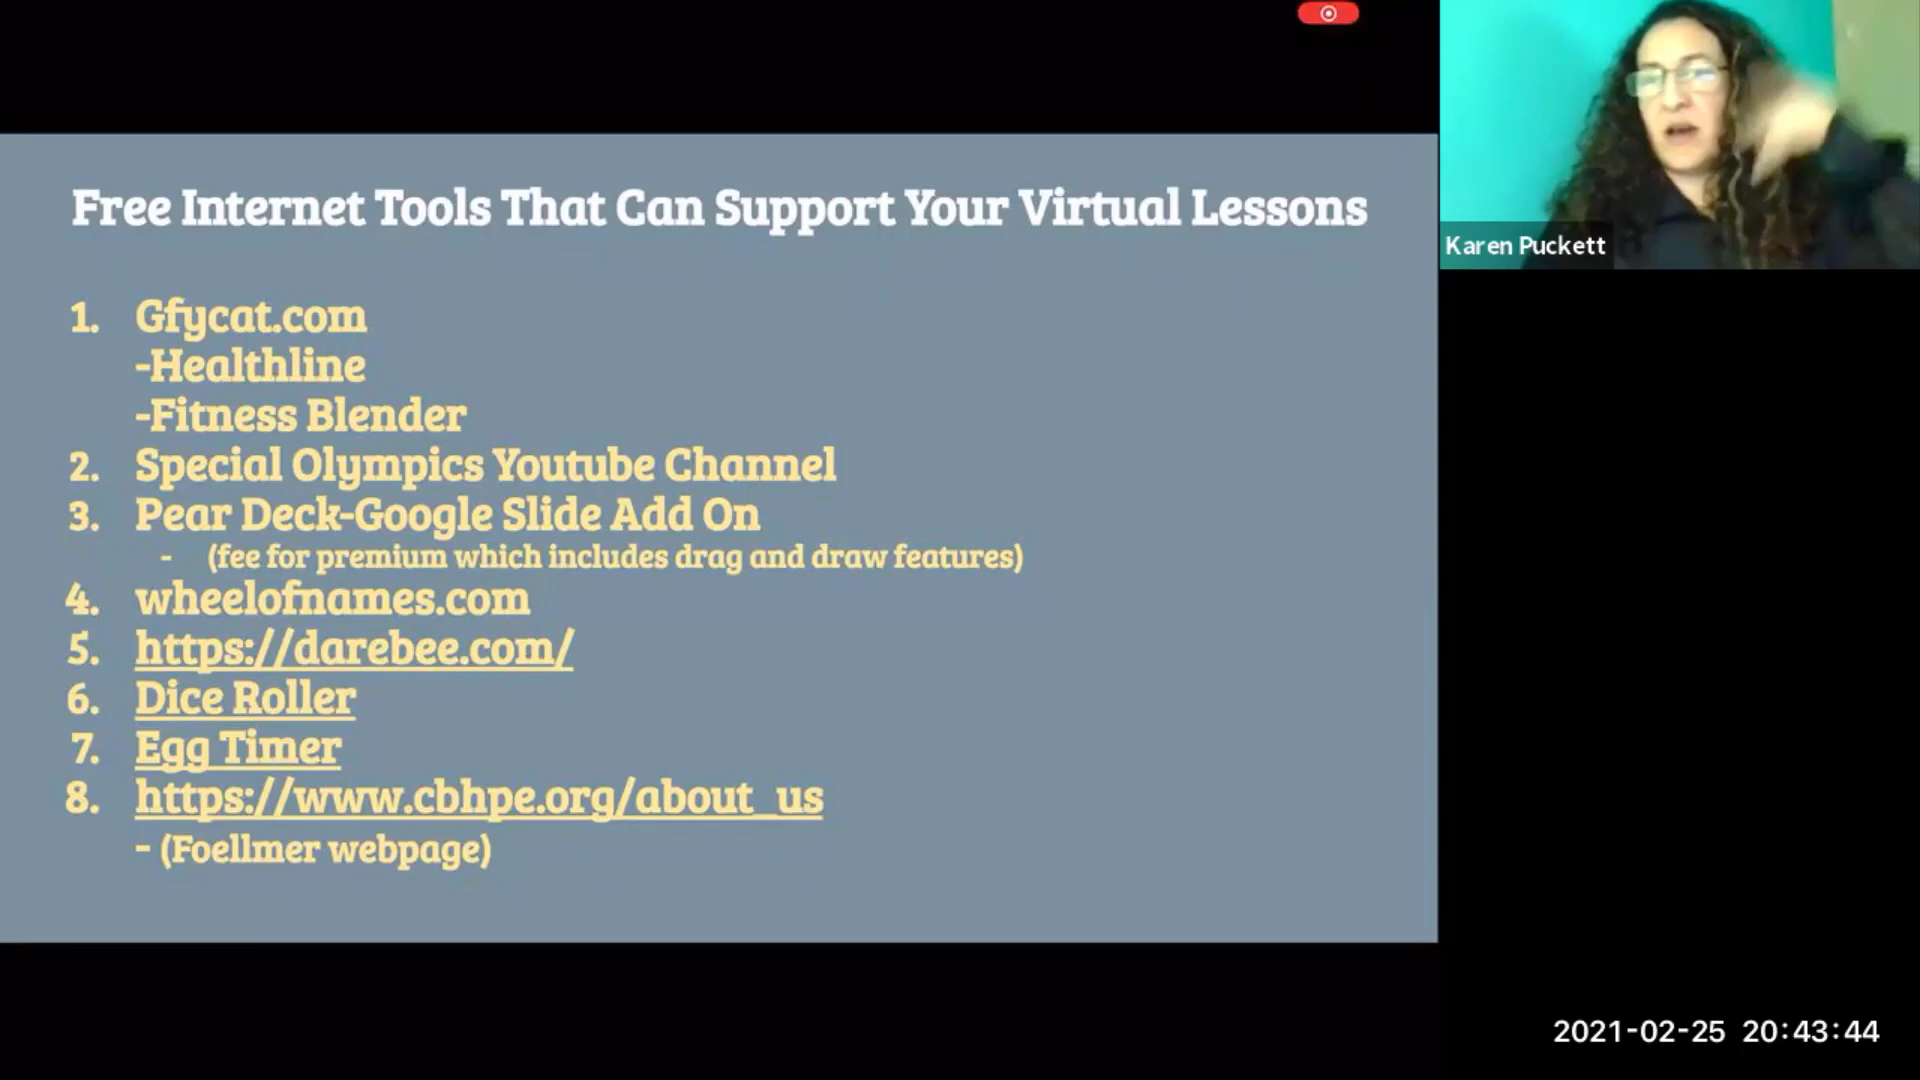 Free Internet Tools That Can Support Your Virtual Lessons
1. Gfycat.com
-Healthline
-Fitness Blender
2. Special Olympics Youtube Channel
3. Pear Deck-Google Slide Add On
- (fee for premium which includes drag and draw features)
4. wheelofnames.com
5. https://darebee.com/
6. Dice Roller
7. Egg Timer
8. https://www.cbhpe.org/about_us
- (Foellmer webpage)
Karen Puckett
2021-02-25 20:43:44